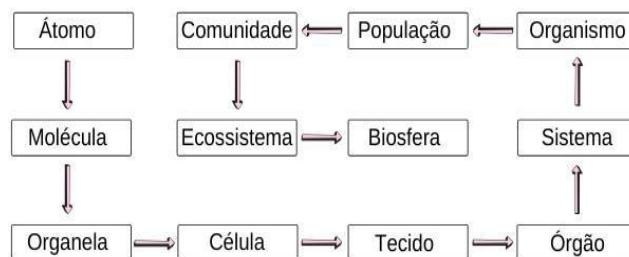 Átomo
Comunidade
População
Organismo
Molécula
Ecossistema
Biosfera
Sistema
Organela
Célula
Tecido
Órgão